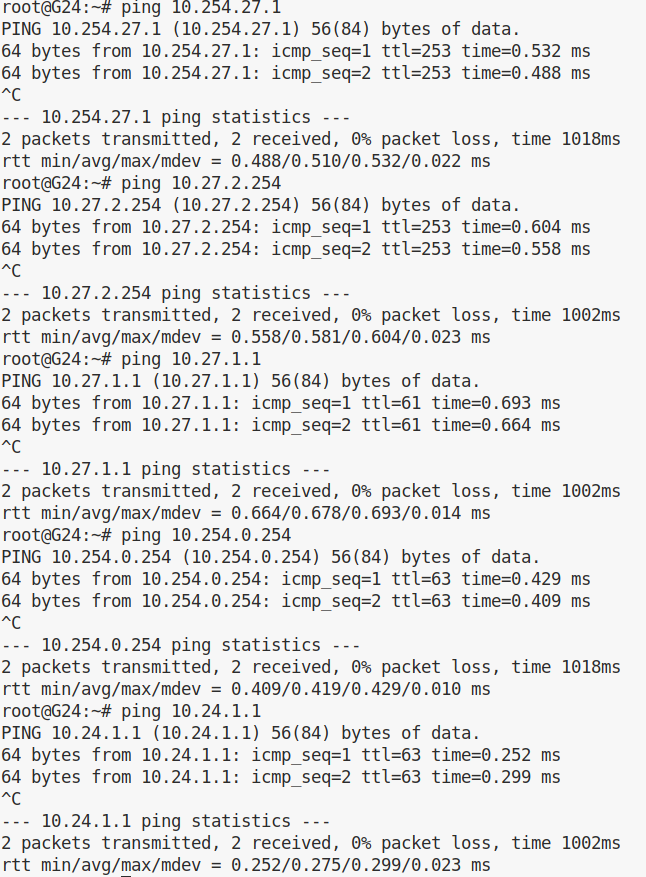 root@G24:~# ping 10.254.27.1
PING 10.254.27.1 (10.254.27.1) 56(84) bytes of data.
64 bytes from 10.254.27.1: icmp_seq=1 ttl=253 time=0.532 ms
64 bytes from 10.254.27.1: icmp_seq=2 ttl=253 time=0.488 ms
^C
--- 10.254.27.1 ping statistics ---
2 packets transmitted, 2 received, 0% packet loss, time 1018ms
rtt min/avg/max/mdev = 0.488/0.510/0.532/0.022 ms
root@G24:~# ping 10.27.2.254
PING 10.27.2.254 (10.27.2.254) 56(84) bytes of data.
64 bytes from 10.27.2.254: icmp_seq=1 ttl=253 time=0.604 ms
64 bytes from 10.27.2.254: icmp_seq=2 ttl=253 time=0.558 ms
^C
--- 10.27.2.254 ping statistics ---
2 packets transmitted, 2 received, 0% packet loss, time 1002ms
rtt min/avg/max/mdev = 0.558/0.581/0.604/0.023 ms
root@G24:~# ping 10.27.1.1
PING 10.27.1.1 (10.27.1.1) 56(84) bytes of data.
64 bytes from 10.27.1.1: icmp_seq=1 ttl=61 time=0.693 ms
64 bytes from 10.27.1.1: icmp_seq=2 ttl=61 time=0.664 ms
^C
--- 10.27.1.1 ping statistics ---
2 packets transmitted, 2 received, 0% packet loss, time 1002ms
rtt min/avg/max/mdev = 0.664/0.678/0.693/0.014 ms
root@G24:~# ping 10.254.0.254
PING 10.254.0.254 (10.254.0.254) 56(84) bytes of data.
64 bytes from 10.254.0.254: icmp_seq=1 ttl=63 time=0.429 ms
64 bytes from 10.254.0.254: icmp_seq=2 ttl=63 time=0.409 ms
^C
--- 10.254.0.254 ping statistics ---
2 packets transmitted, 2 received, 0% packet loss, time 1018ms
rtt min/avg/max/mdev = 0.409/0.419/0.429/0.010 ms
root@G24:~# ping 10.24.1.1
PING 10.24.1.1 (10.24.1.1) 56(84) bytes of data.
64 bytes from 10.24.1.1: icmp_seq=1 ttl=63 time=0.252 ms
64 bytes from 10.24.1.1: icmp_seq=2 ttl=63 time=0.299 ms
^C
--- 10.24.1.1 ping statistics ---
2 packets transmitted, 2 received, 0% packet loss, time 1002ms
rtt min/avg/max/mdev = 0.252/0.275/0.299/0.023 ms